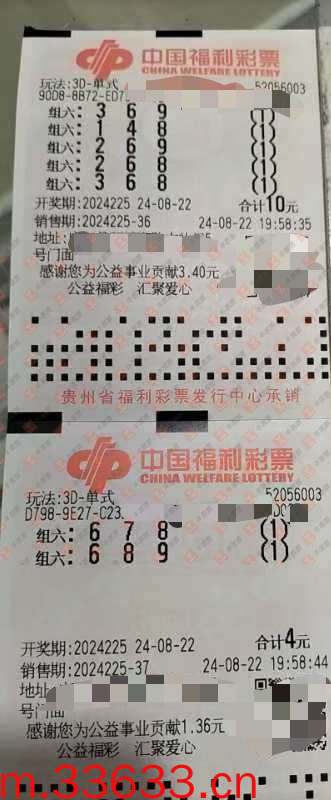 中国福利彩票
CHINA WELFARE LOTTERY
玩法:3D-单式
52056003
90D8-8B72-ED7
组六: 3 6 9 (1)
组六: 1 4 8 (1)
组六: 2 6 9 (1)
组六: 2 6 8 (1)
组六: 3 6 8 (1)
开奖期:2024225 24-08-22 合计10元
销售期:2024225-36 24-08-22 19:58:35
地址:
号门面
感谢您为公益事业贡献3.40元
公益福彩 汇聚爱心
贵州省福利彩票发行中心承销
中国福利彩票
CHINA WELFARE LOTTERY
玩法:3D-单式 52056003
D798-9E27-C23
组六: 6 7 8 (1)
组六: 6 8 9 (1)
开奖期:2024225 24-08-22 合计4元
销售期:2024225-37 24-08-22 19:58:44
地址:
号门面
感谢您为公益事业贡献1.36元
公益福彩 汇聚爱心
m.33633.cn